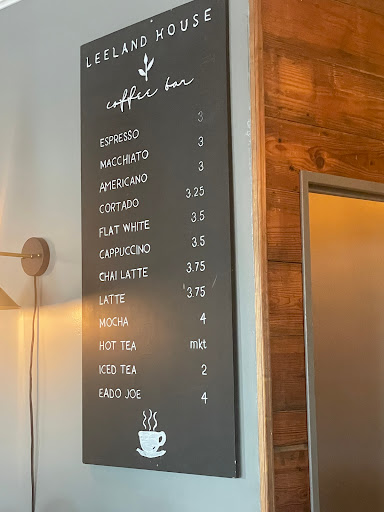 LEELAND HOUSE
coffee bar
ESPRESSO 3
MACCHIATO 3
AMERICANO 3
CORTADO 3.25
FLAT WHITE 3.5
CAPPUCCINO 3.5
CHAI LATTE 3.75
LATTE 3.75
MOCHA 4
HOT TEA mkt
ICED TEA 2
EADO JOE 4